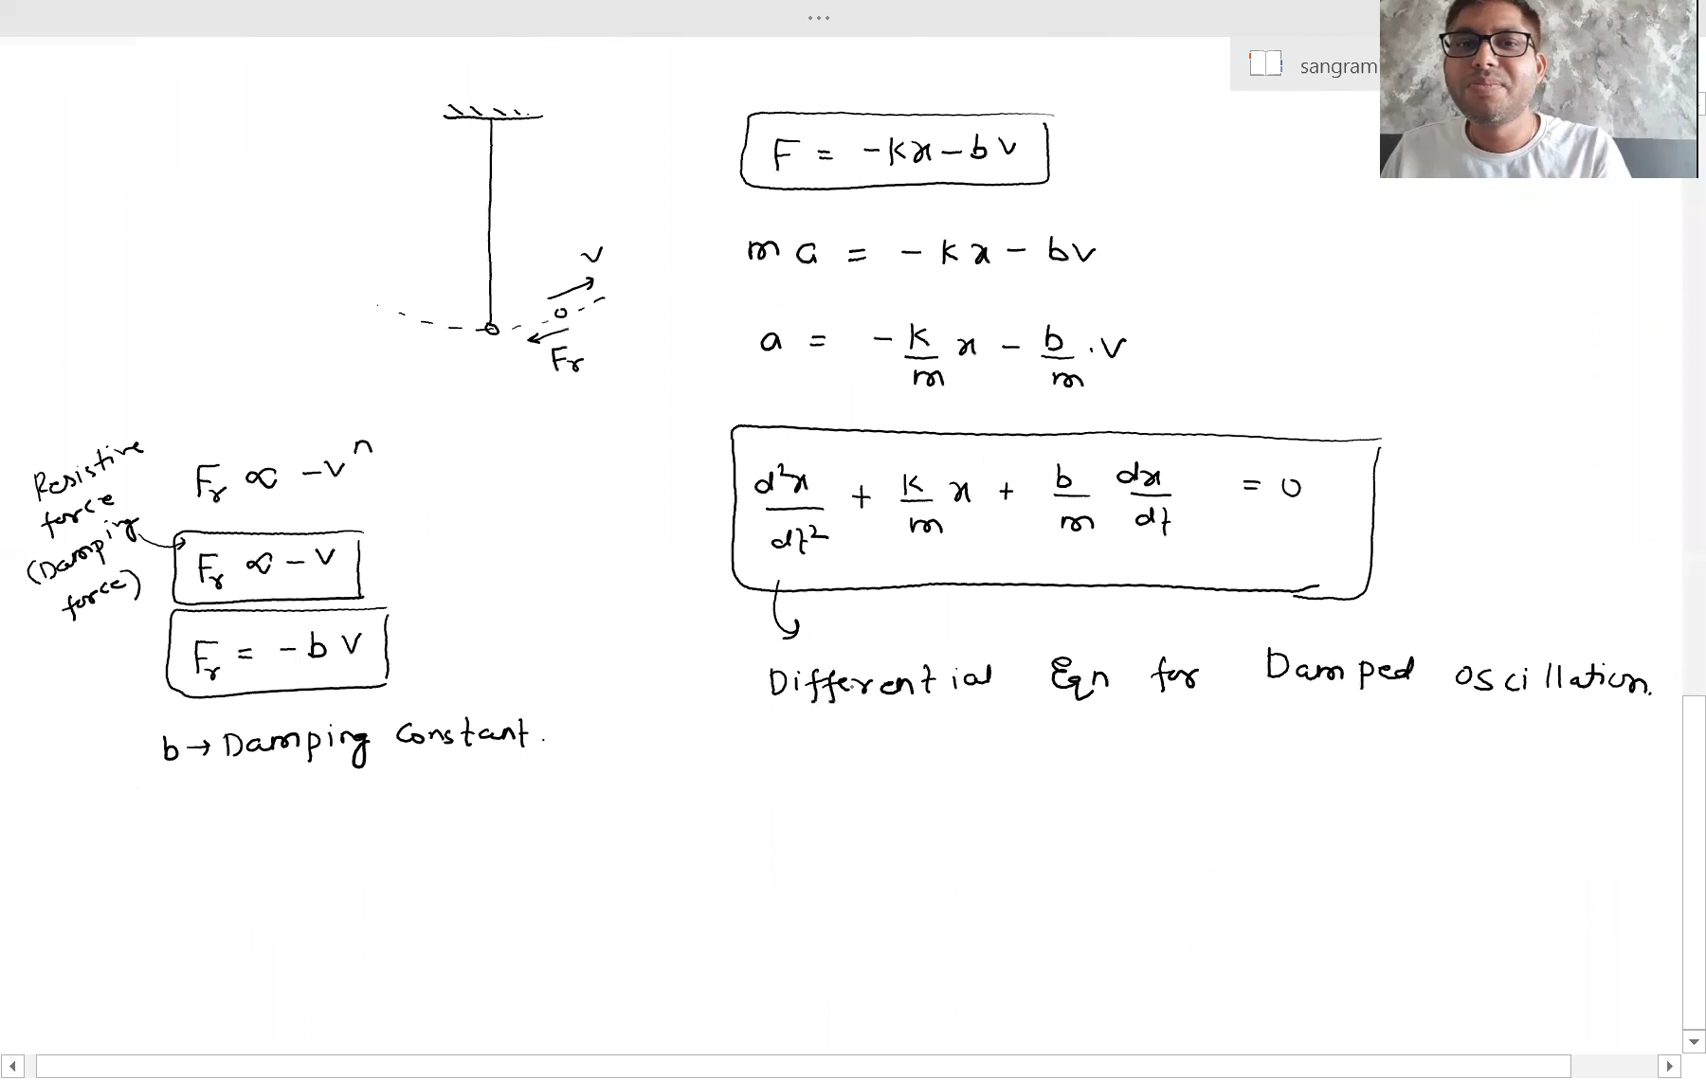 sangram
F = -kx - bv
ma = -kx - bv
v
Fr
a = -k/m x - b/m . v
Resistive force (Damping force)
Fr ∝ -vⁿ
Fr ∝ -v
Fr = -bv
b → Damping constant.
d²x/dt² + k/m x + b/m dx/dt = 0
Differential Eqn for Damped oscillation.